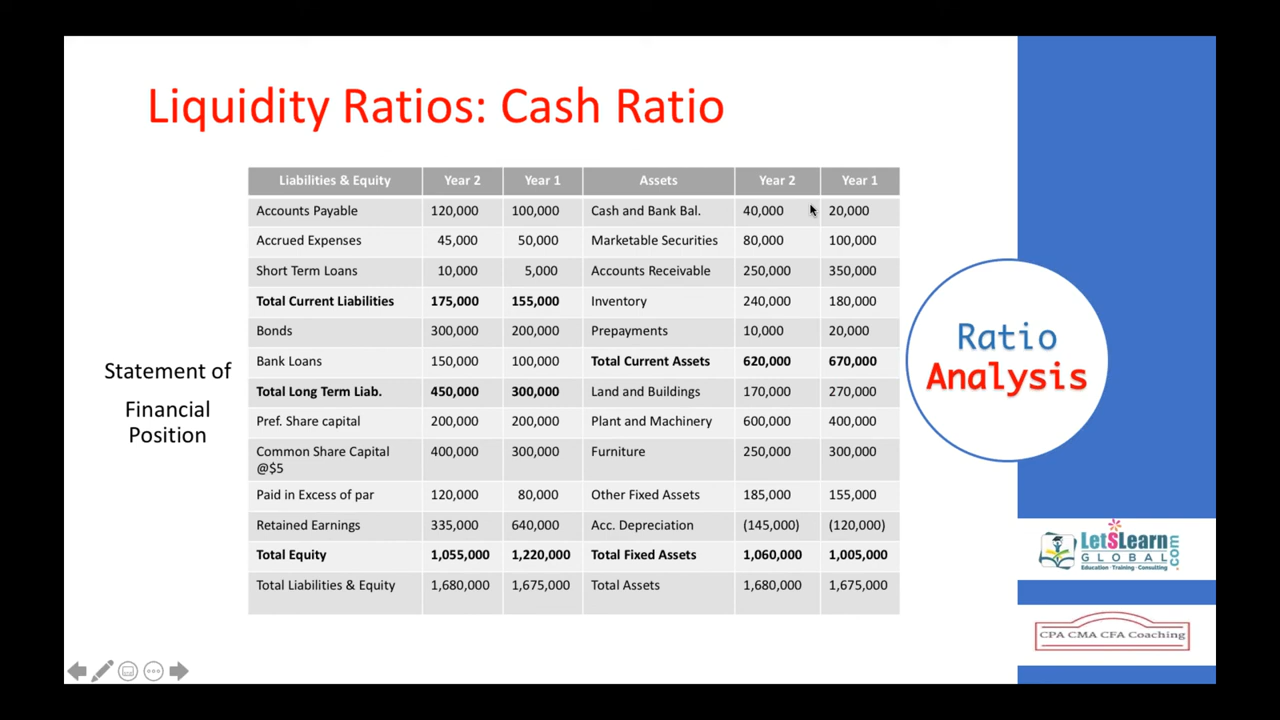 Liquidity Ratios: Cash Ratio
Liabilities & Equity Year 2 Year 1 Assets Year 2 Year 1
Accounts Payable 120,000 100,000 Cash and Bank Bal. 40,000 20,000
Accrued Expenses 45,000 50,000 Marketable Securities 80,000 100,000
Short Term Loans 10,000 5,000 Accounts Receivable 250,000 350,000
Total Current Liabilities 175,000 155,000 Inventory 240,000 180,000
Bonds 300,000 200,000 Prepayments 10,000 20,000
Bank Loans 150,000 100,000 Total Current Assets 620,000 670,000
Total Long Term Liab. 450,000 300,000 Land and Buildings 170,000 270,000
Pref. Share capital 200,000 200,000 Plant and Machinery 600,000 400,000
Common Share Capital 400,000 300,000 Furniture 250,000 300,000
@$5
Paid in Excess of par 120,000 80,000 Other Fixed Assets 185,000 155,000
Retained Earnings 335,000 640,000 Acc. Depreciation (145,000) (120,000)
Total Equity 1,055,000 1,220,000 Total Fixed Assets 1,060,000 1,005,000
Total Liabilities & Equity 1,680,000 1,675,000 Total Assets 1,680,000 1,675,000
Statement of
Financial
Position
Ratio
Analysis
LetSLearn
GLOBAL.com
Education · Training · Consulting
CPA CMA CFA Coaching